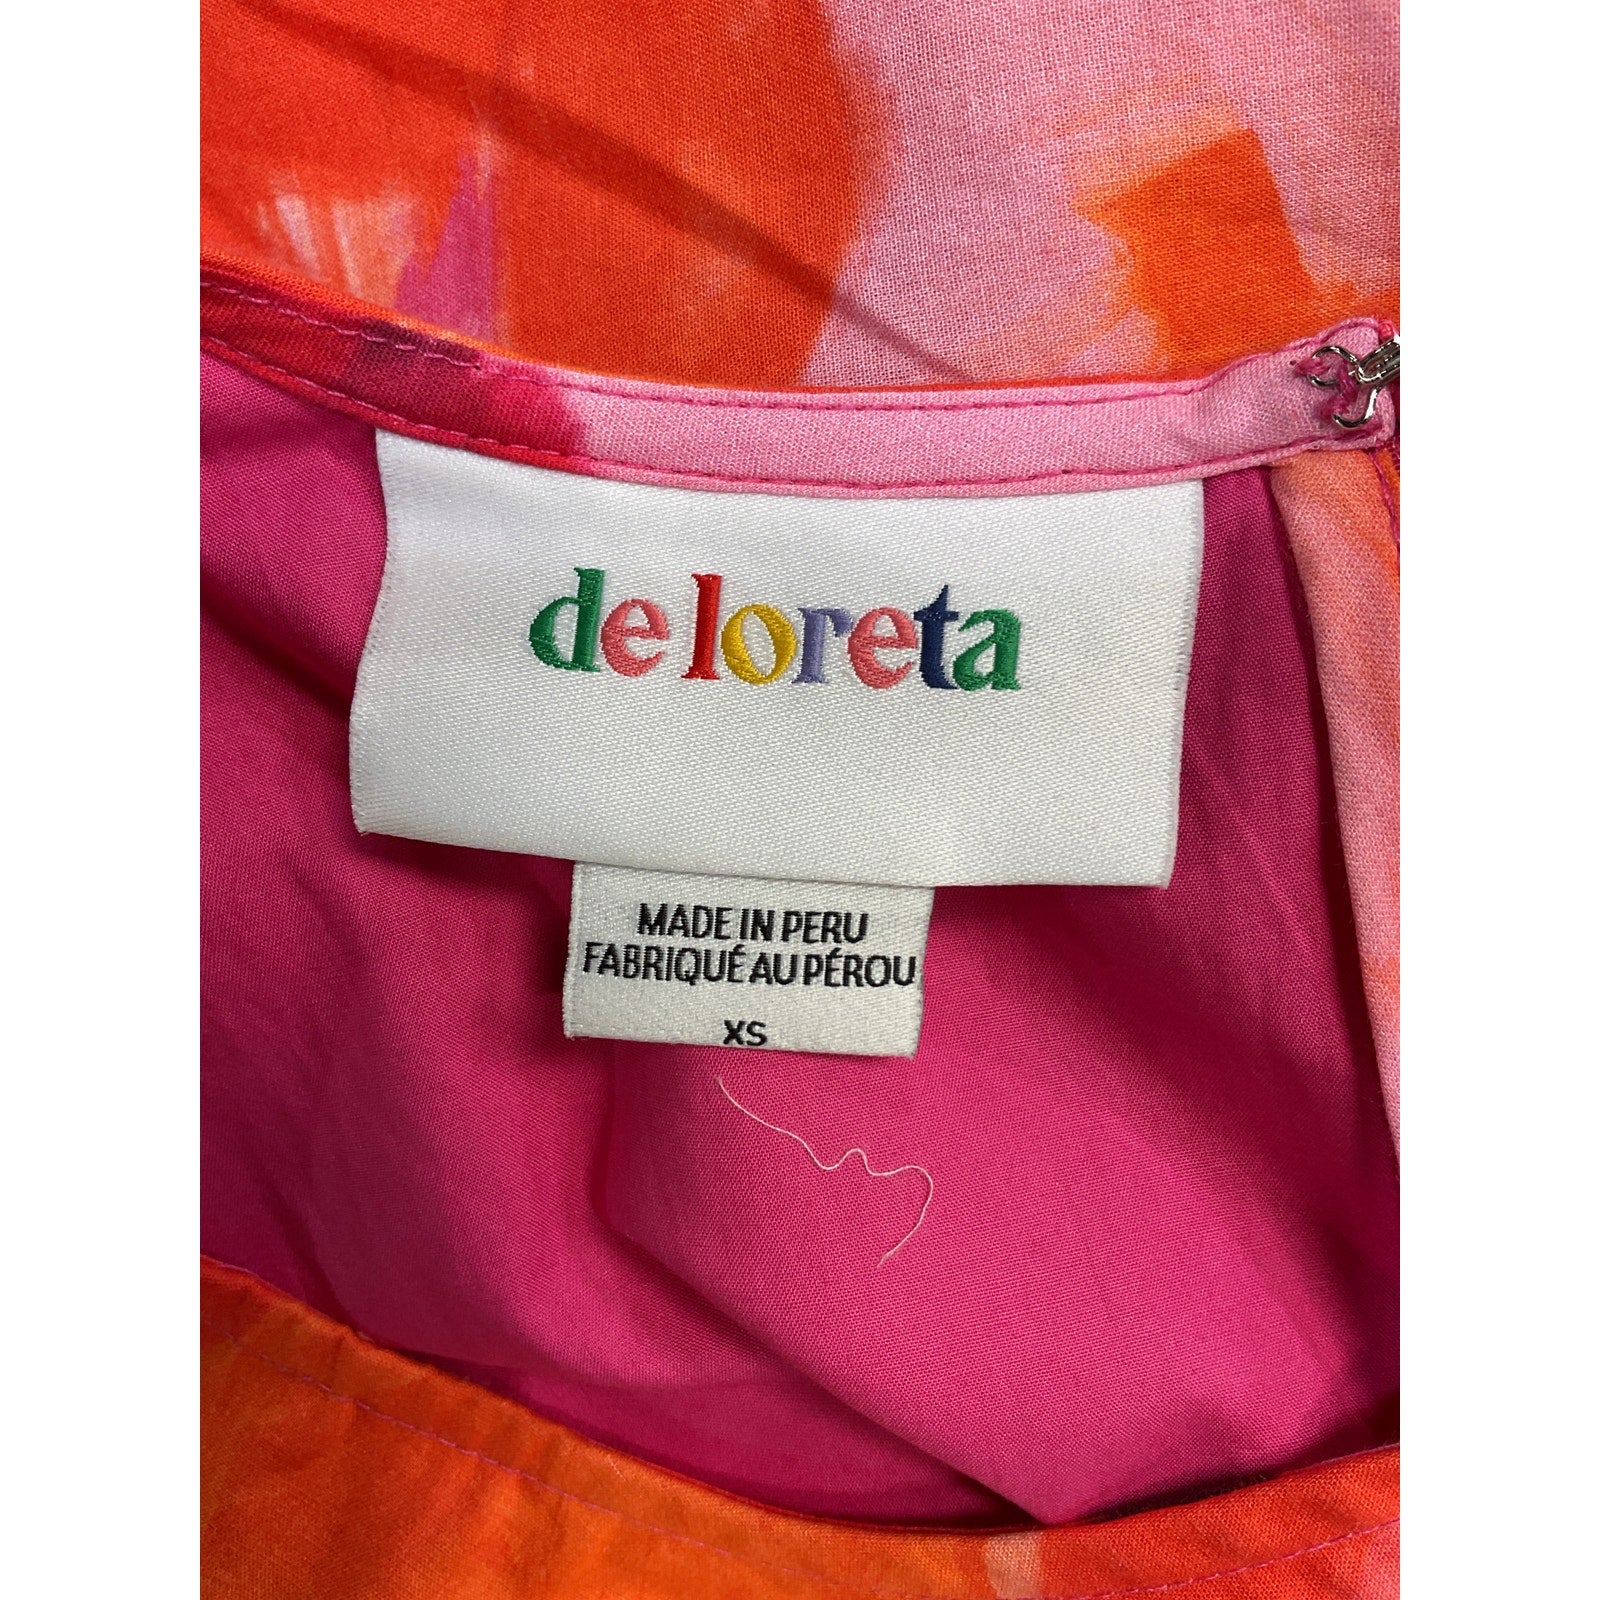 de loreta
MADE IN PERU
FABRIQUÉ AU PÉROU
XS